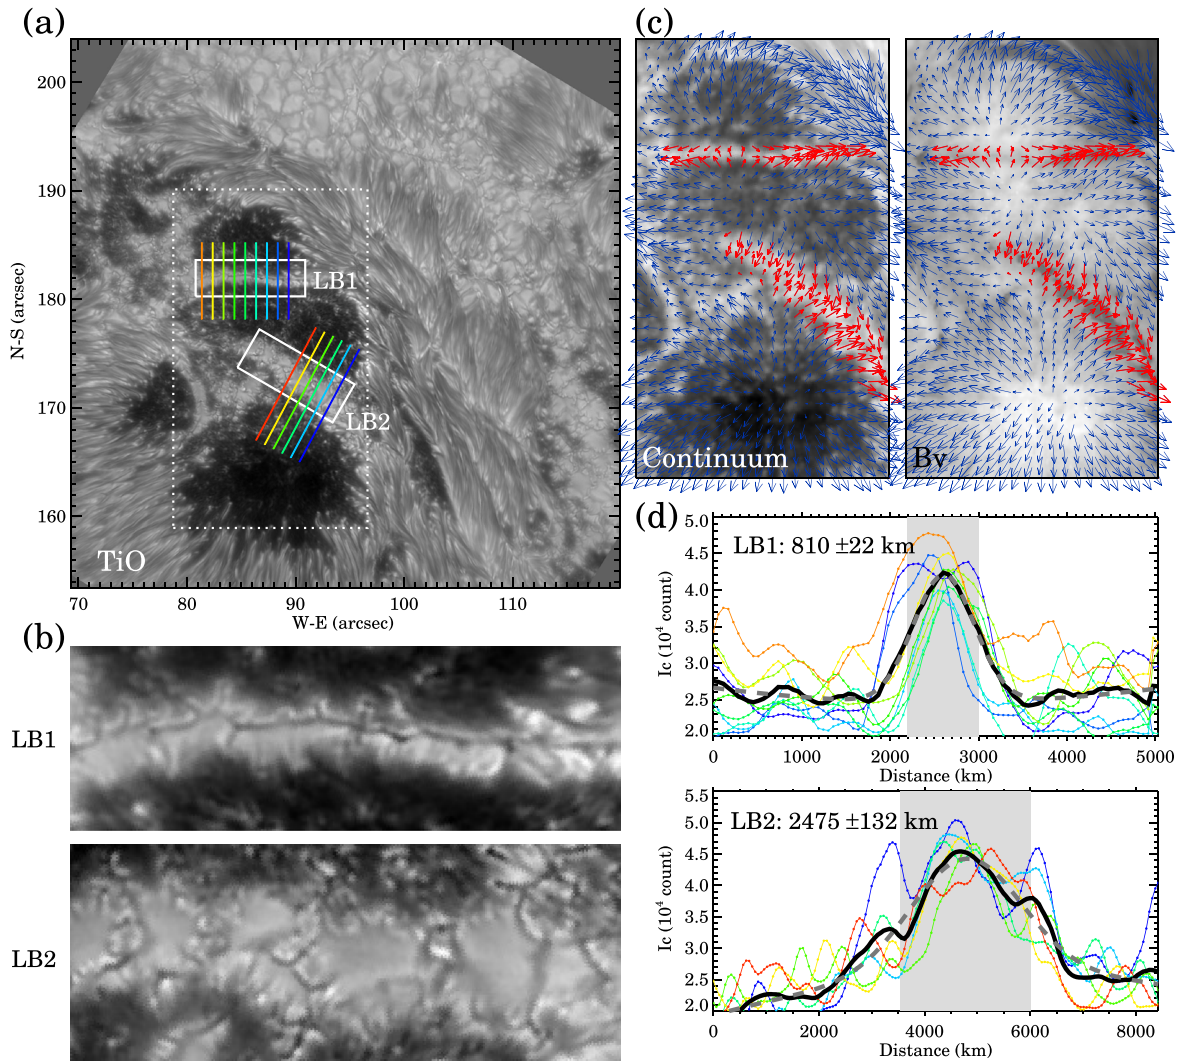 (a)
200
190
180
170
160
N-S (arcsec)
LB1
LB2
TiO
70 80 90 100 110
W-E (arcsec)
(b)
LB1
LB2
(c)
Continuum
Bv
(d)
LB1: 810 ±22 km
5.0
4.5
4.0
3.5
3.0
2.5
2.0
Ic (10⁴ count)
0 1000 2000 3000 4000 5000
Distance (km)
LB2: 2475 ±132 km
5.5
5.0
4.5
4.0
3.5
3.0
2.5
2.0
Ic (10⁴ count)
0 2000 4000 6000 8000
Distance (km)